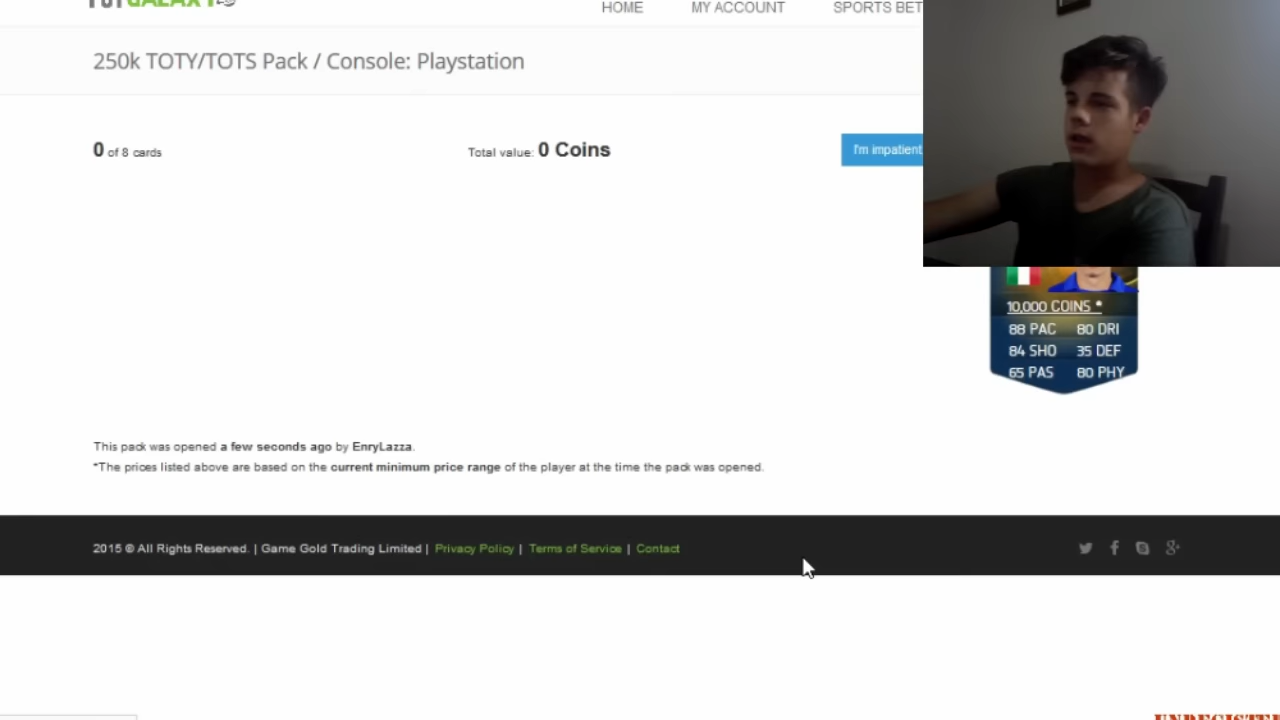 HOME MY ACCOUNT SPORTS BET
250k TOTY/TOTS Pack / Console: Playstation
0 of 8 cards Total value: 0 Coins I'm impatient
10,000 COINS *
88 PAC 80 DRI
84 SHO 35 DEF
65 PAS 80 PHY
This pack was opened a few seconds ago by EnryLazza.
*The prices listed above are based on the current minimum price range of the player at the time the pack was opened.
2015 © All Rights Reserved. | Game Gold Trading Limited | Privacy Policy | Terms of Service | Contact